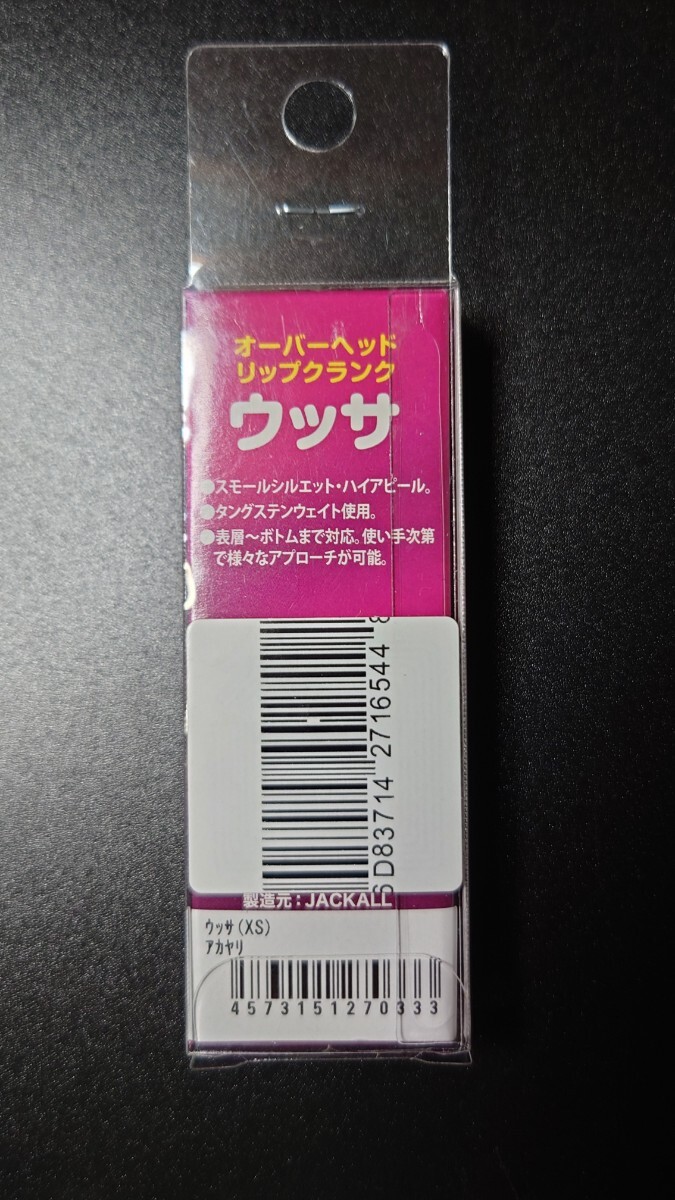 オーバーヘッド
リップクランク
ウッサ
●スモールシルエット・ハイアピール。
●タングステンウェイト使用。
●表層～ボトムまで対応。使い手次第
で様々なアプローチが可能。
6D83714 2716544 8
製造元：JACKALL
ウッサ(XS)
アカヤリ
4573151270333